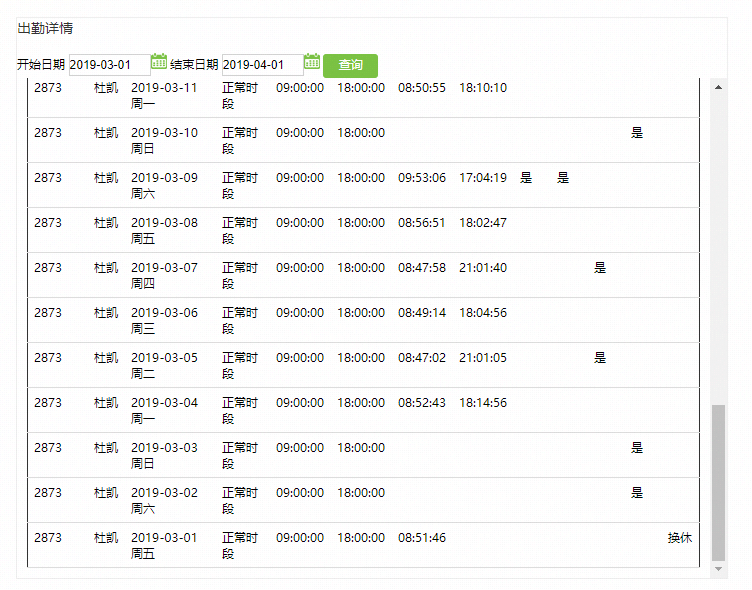 出勤详情
开始日期 2019-03-01 结束日期 2019-04-01 查询
2873 杜凯 2019-03-11 正常时 09:00:00 18:00:00 08:50:55 18:10:10
周一 段
2873 杜凯 2019-03-10 正常时 09:00:00 18:00:00 是
周日 段
2873 杜凯 2019-03-09 正常时 09:00:00 18:00:00 09:53:06 17:04:19 是 是
周六 段
2873 杜凯 2019-03-08 正常时 09:00:00 18:00:00 08:56:51 18:02:47
周五 段
2873 杜凯 2019-03-07 正常时 09:00:00 18:00:00 08:47:58 21:01:40 是
周四 段
2873 杜凯 2019-03-06 正常时 09:00:00 18:00:00 08:49:14 18:04:56
周三 段
2873 杜凯 2019-03-05 正常时 09:00:00 18:00:00 08:47:02 21:01:05 是
周二 段
2873 杜凯 2019-03-04 正常时 09:00:00 18:00:00 08:52:43 18:14:56
周一 段
2873 杜凯 2019-03-03 正常时 09:00:00 18:00:00 是
周日 段
2873 杜凯 2019-03-02 正常时 09:00:00 18:00:00 是
周六 段
2873 杜凯 2019-03-01 正常时 09:00:00 18:00:00 08:51:46 换休
周五 段